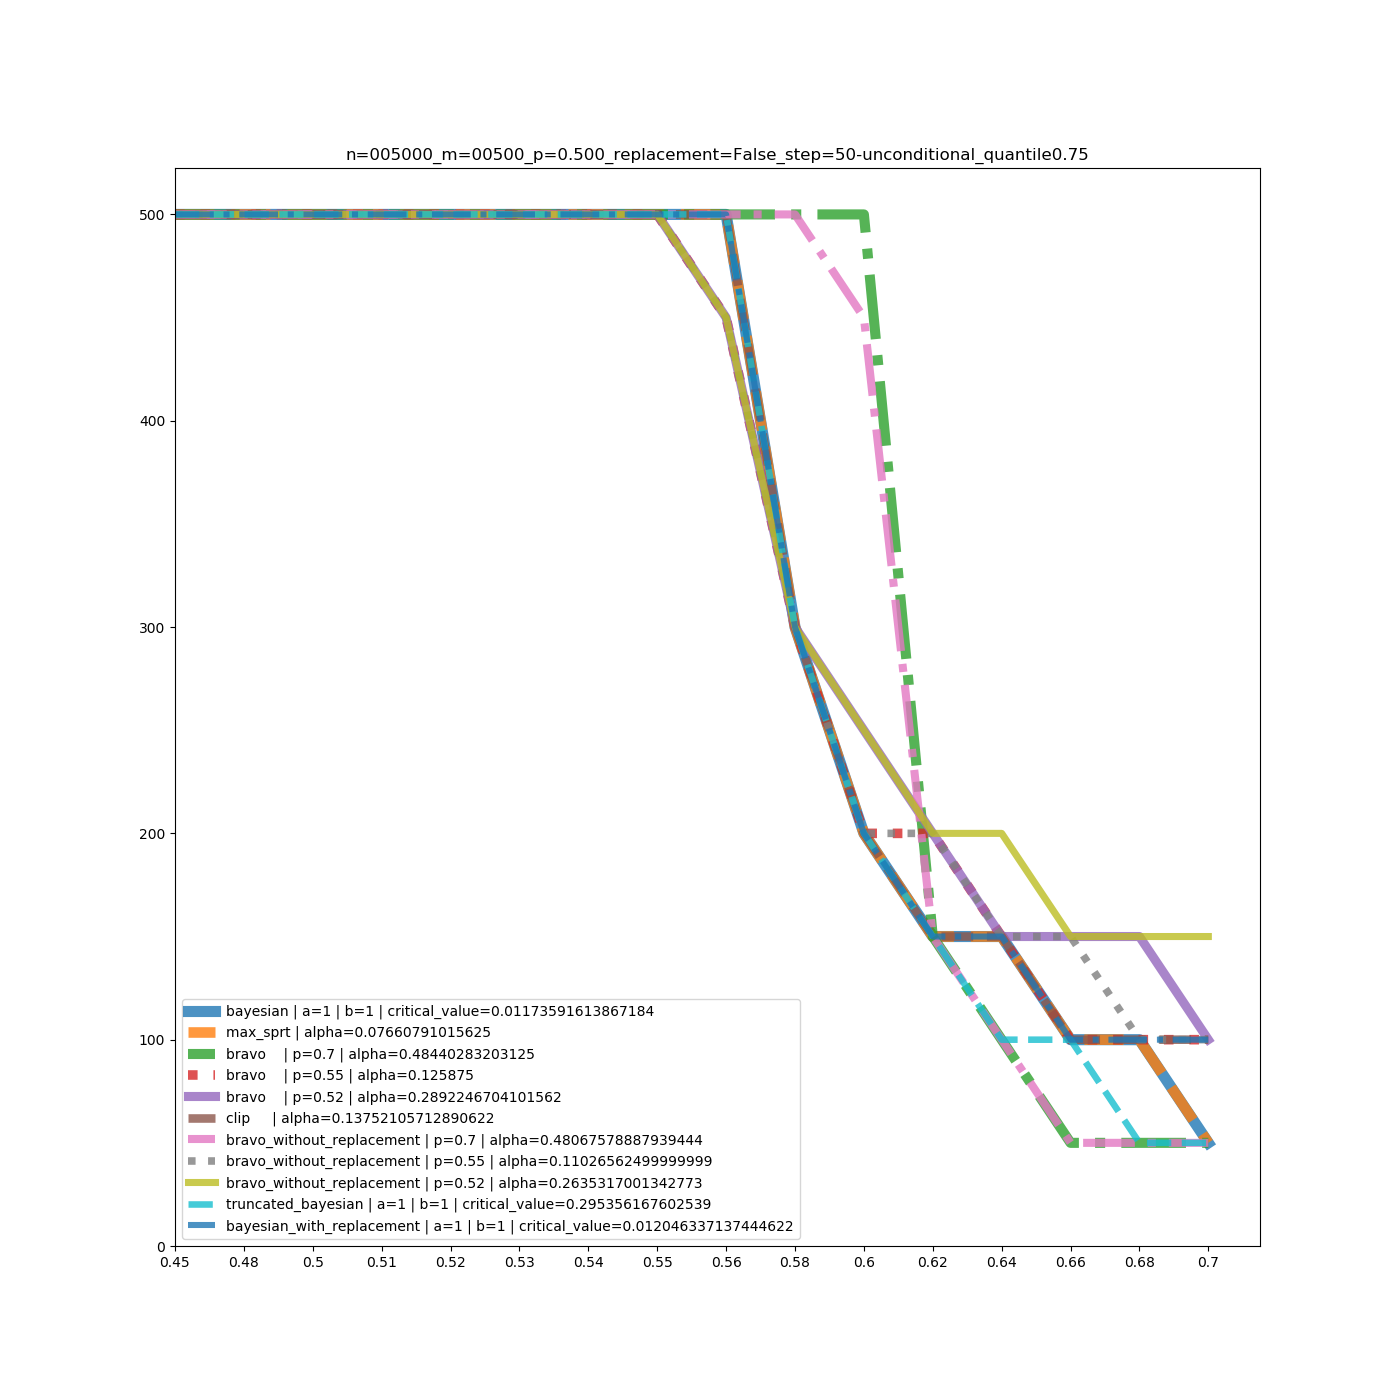 n=005000_m=00500_p=0.500_replacement=False_step=50-unconditional_quantile0.75
500
400
300
200
100
0
bayesian | a=1 | b=1 | critical_value=0.01173591613867184
max_sprt | alpha=0.07660791015625
bravo | p=0.7 | alpha=0.48440283203125
bravo | p=0.55 | alpha=0.125875
bravo | p=0.52 | alpha=0.2892246704101562
clip | alpha=0.13752105712890622
bravo_without_replacement | p=0.7 | alpha=0.48067578887939444
bravo_without_replacement | p=0.55 | alpha=0.11026562499999999
bravo_without_replacement | p=0.52 | alpha=0.2635317001342773
truncated_bayesian | a=1 | b=1 | critical_value=0.295356167602539
bayesian_with_replacement | a=1 | b=1 | critical_value=0.012046337137444622
0.45 0.48 0.5 0.51 0.52 0.53 0.54 0.55 0.56 0.58 0.6 0.62 0.64 0.66 0.68 0.7